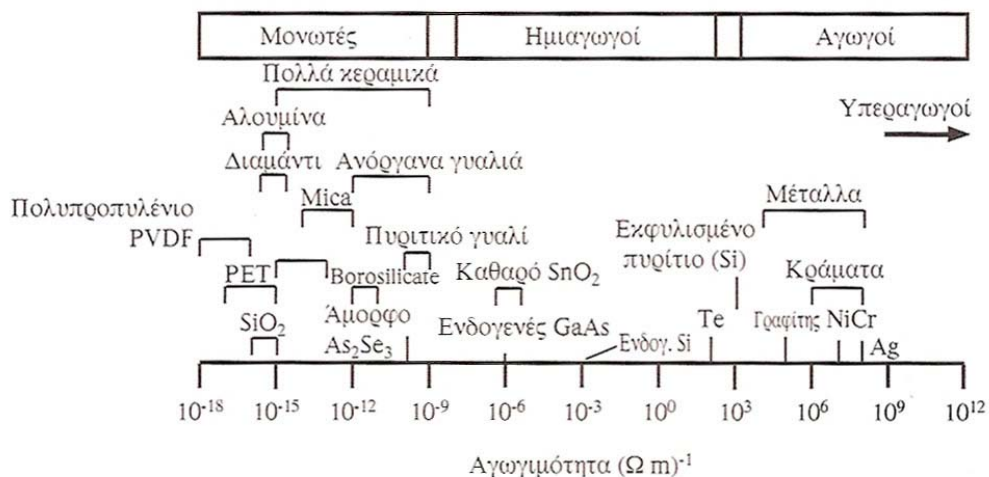 Μονωτές Ημιαγωγοί Αγωγοί
Πολλά κεραμικά
Υπεραγωγοί
Αλουμίνα
Διαμάντι Ανόργανα γυαλιά
Mica Μέταλλα
Πολυπροπυλένιο
PVDF Πυριτικό γυαλί Εκφυλισμένο
πυρίτιο (Si)
PET Borosilicate Καθαρό SnO₂ Κράματα
SiO₂ Άμορφο Ενδογενές GaAs Te Γραφίτης NiCr
As₂Se₃ Ενδογ. Si Ag
10⁻¹⁸ 10⁻¹⁵ 10⁻¹² 10⁻⁹ 10⁻⁶ 10⁻³ 10⁰ 10³ 10⁶ 10⁹ 10¹²
Αγωγιμότητα (Ω m)⁻¹